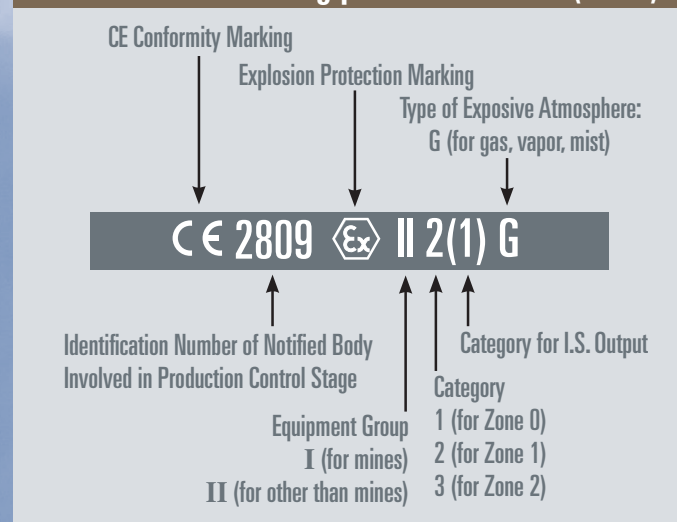 CE Conformity Marking
Explosion Protection Marking
Type of Exposive Atmosphere:
G (for gas, vapor, mist)
CE 2809 Ex II 2(1) G
Identification Number of Notified Body
Involved in Production Control Stage
Category for I.S. Output
Equipment Group
I (for mines)
II (for other than mines)
Category
1 (for Zone 0)
2 (for Zone 1)
3 (for Zone 2)